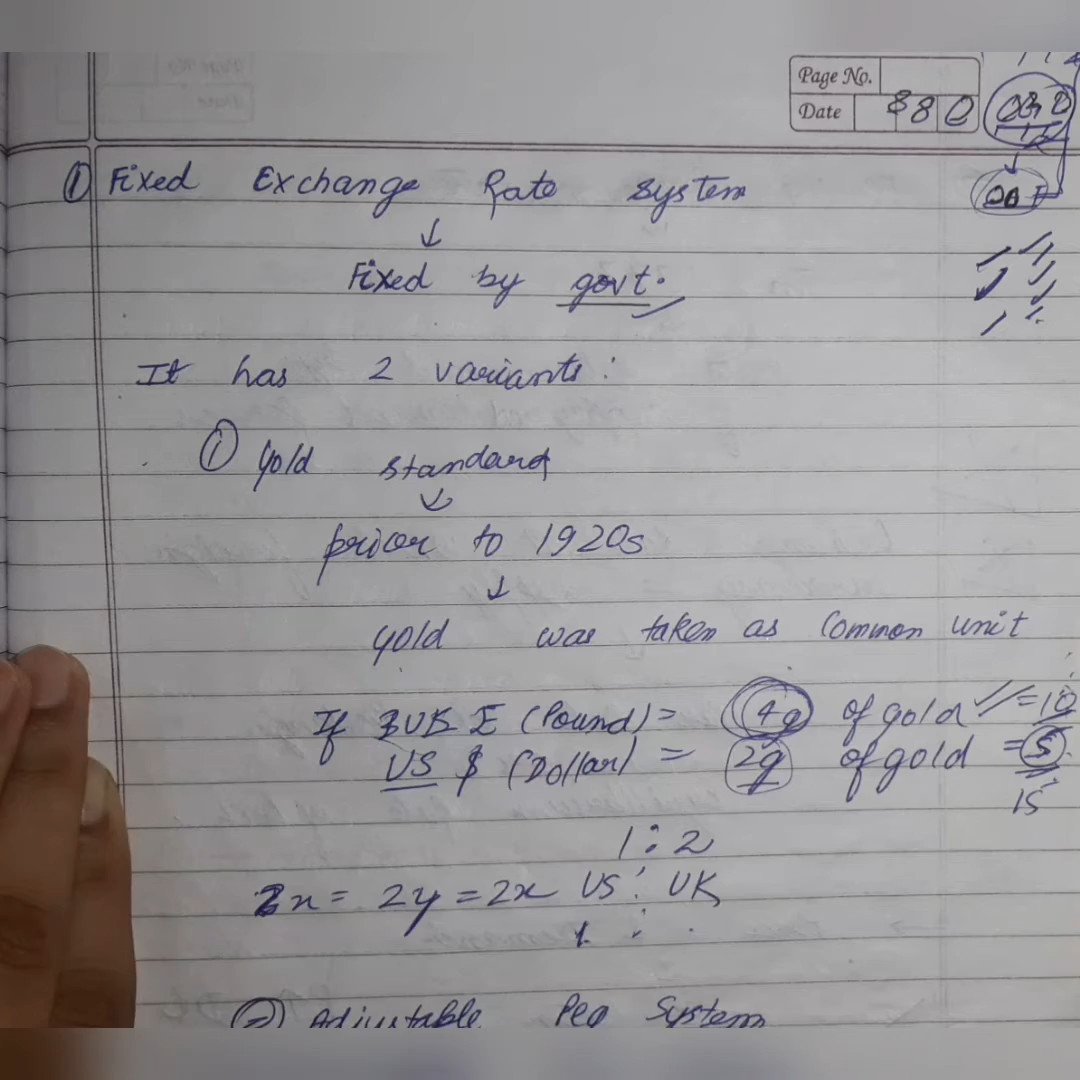 Page No.
Date 880
① Fixed Exchange Rate System
↓
Fixed by govt.
It has 2 variants:
① Gold standard
↓
prior to 1920s
↓
gold was taken as common unit
If UK £ (Pound) = 4g of gold = 10
US $ (Dollar) = 2g of gold = 5
15
1 : 2
2x = 2y = 2x US : UK
1 :
② Adjustable Peg System